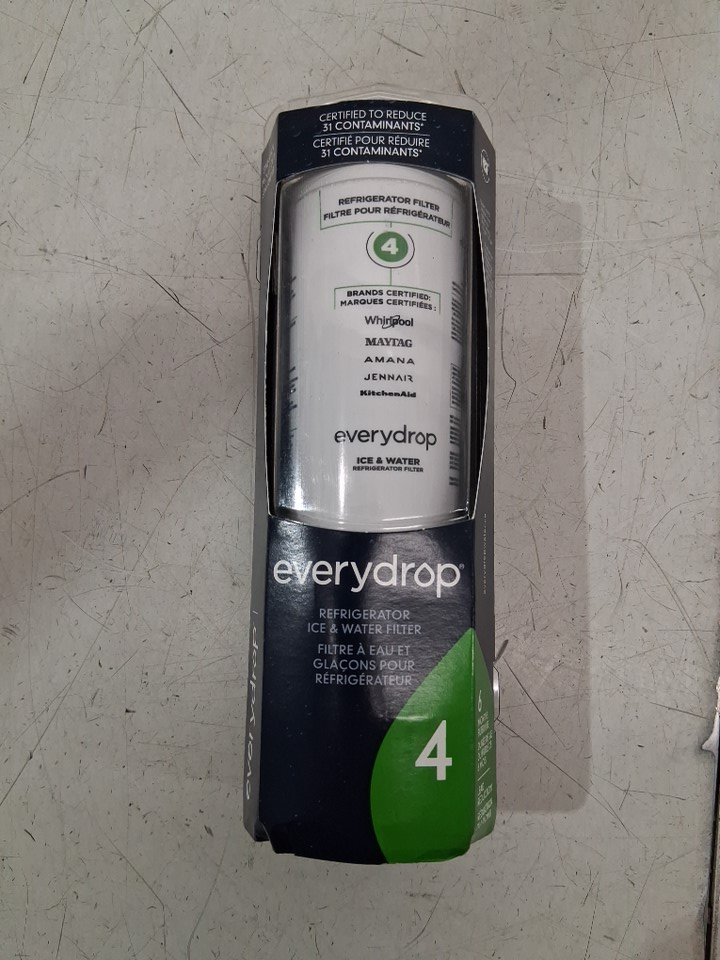 CERTIFIED TO REDUCE
31 CONTAMINANTS*
CERTIFIÉ POUR RÉDUIRE
31 CONTAMINANTS*
REFRIGERATOR FILTER
FILTRE POUR RÉFRIGÉRATEUR
4
BRANDS CERTIFIED:
MARQUES CERTIFIÉES :
Whirlpool
MAYTAG
AMANA
JENNAIR
KitchenAid
everydrop
ICE & WATER
REFRIGERATOR FILTER
everydrop®
REFRIGERATOR
ICE & WATER FILTER
FILTRE À EAU ET
GLAÇONS POUR
RÉFRIGÉRATEUR
4
everydrop
6